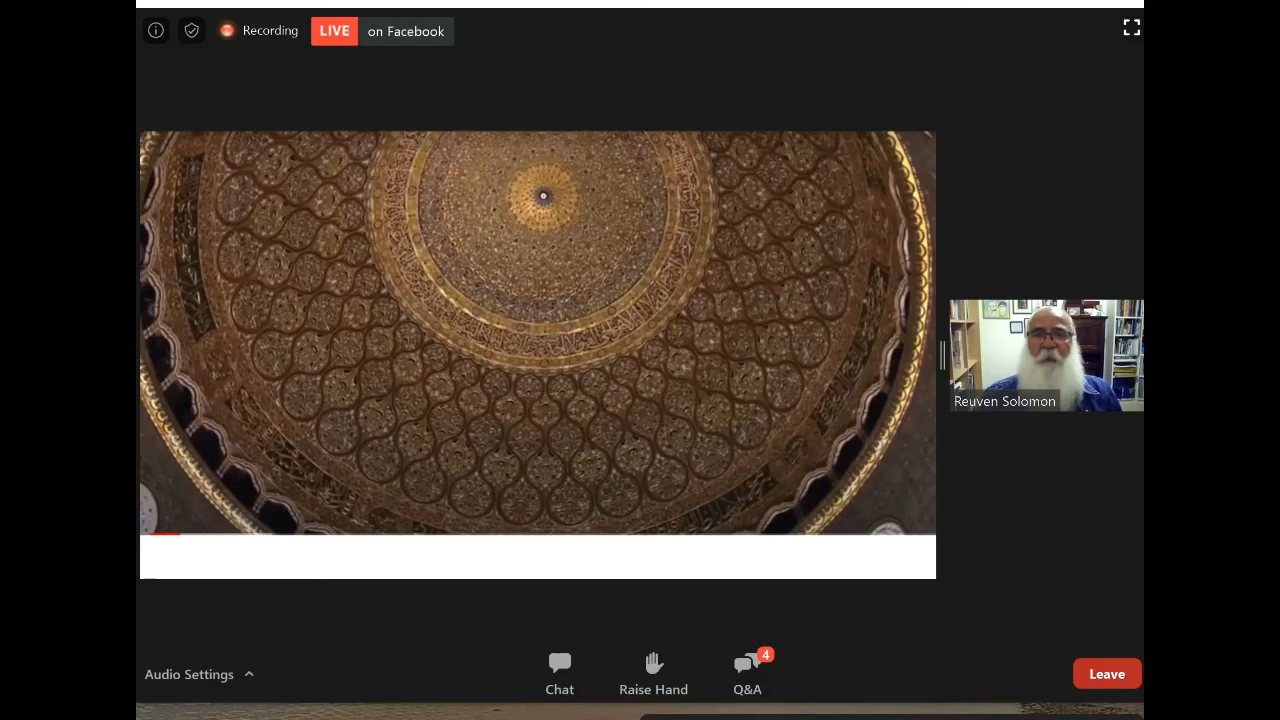 Recording
LIVE on Facebook
Reuven Solomon
Audio Settings
Chat
Raise Hand
4
Q&A
Leave